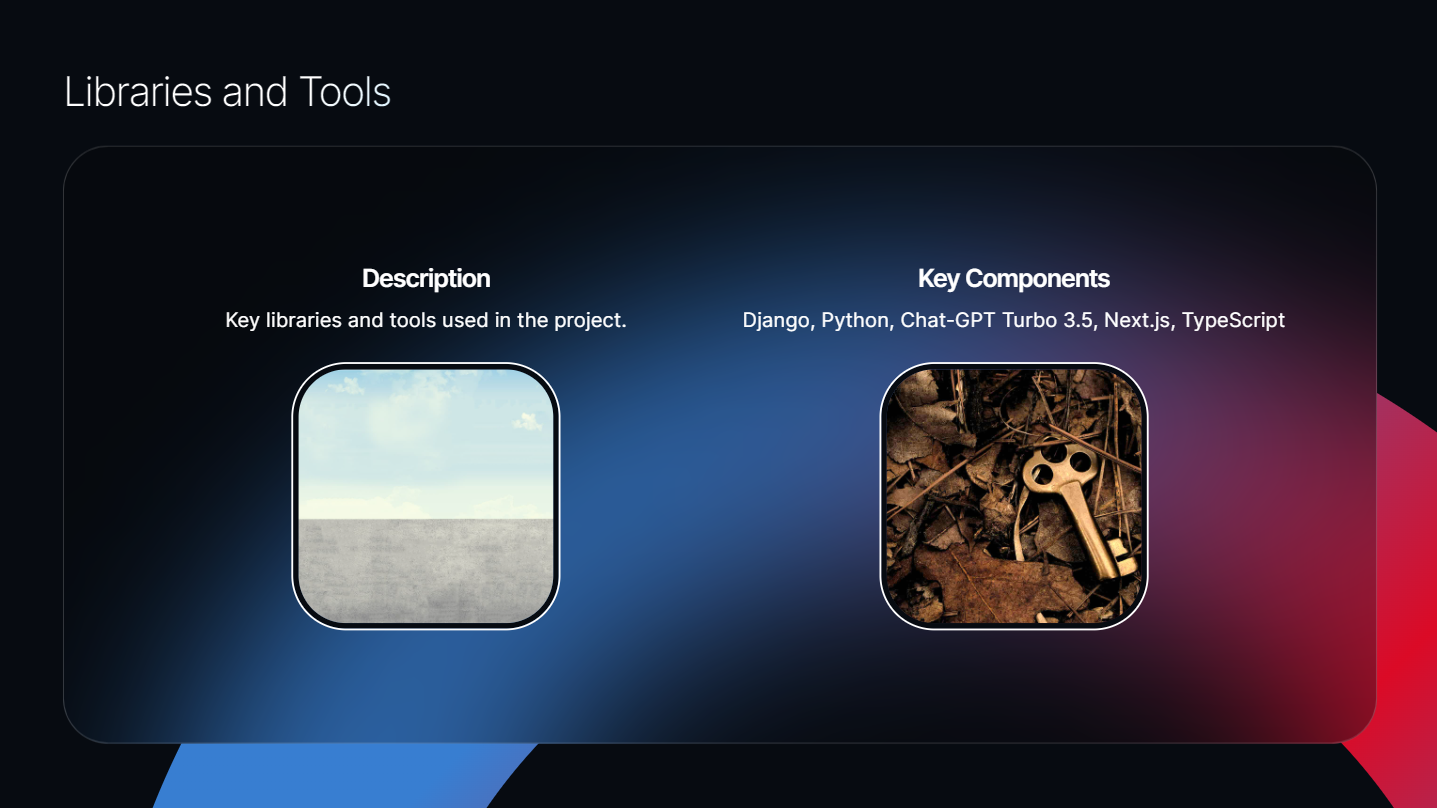 Libraries and Tools
Description
Key libraries and tools used in the project.
Key Components
Django, Python, Chat-GPT Turbo 3.5, Next.js, TypeScript